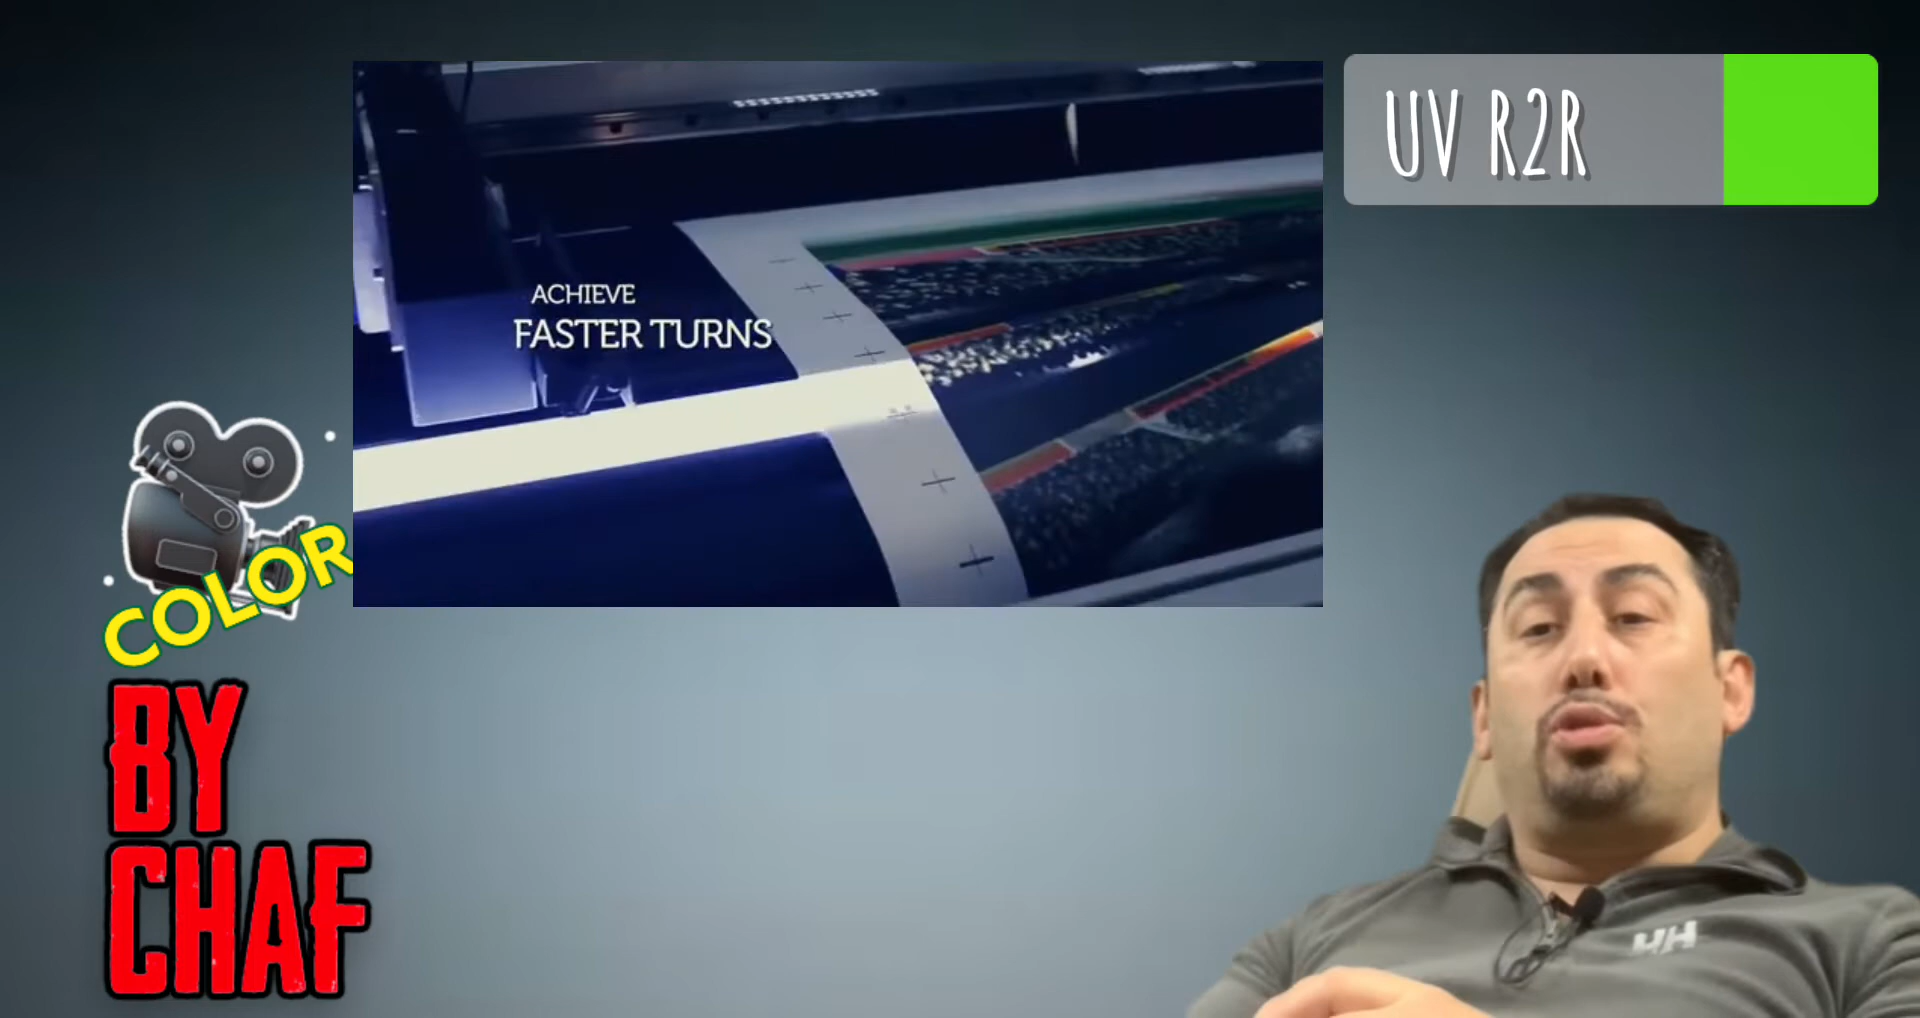 UV R2R
ACHIEVE
FASTER TURNS
COLOR
BY
CHAF
HH